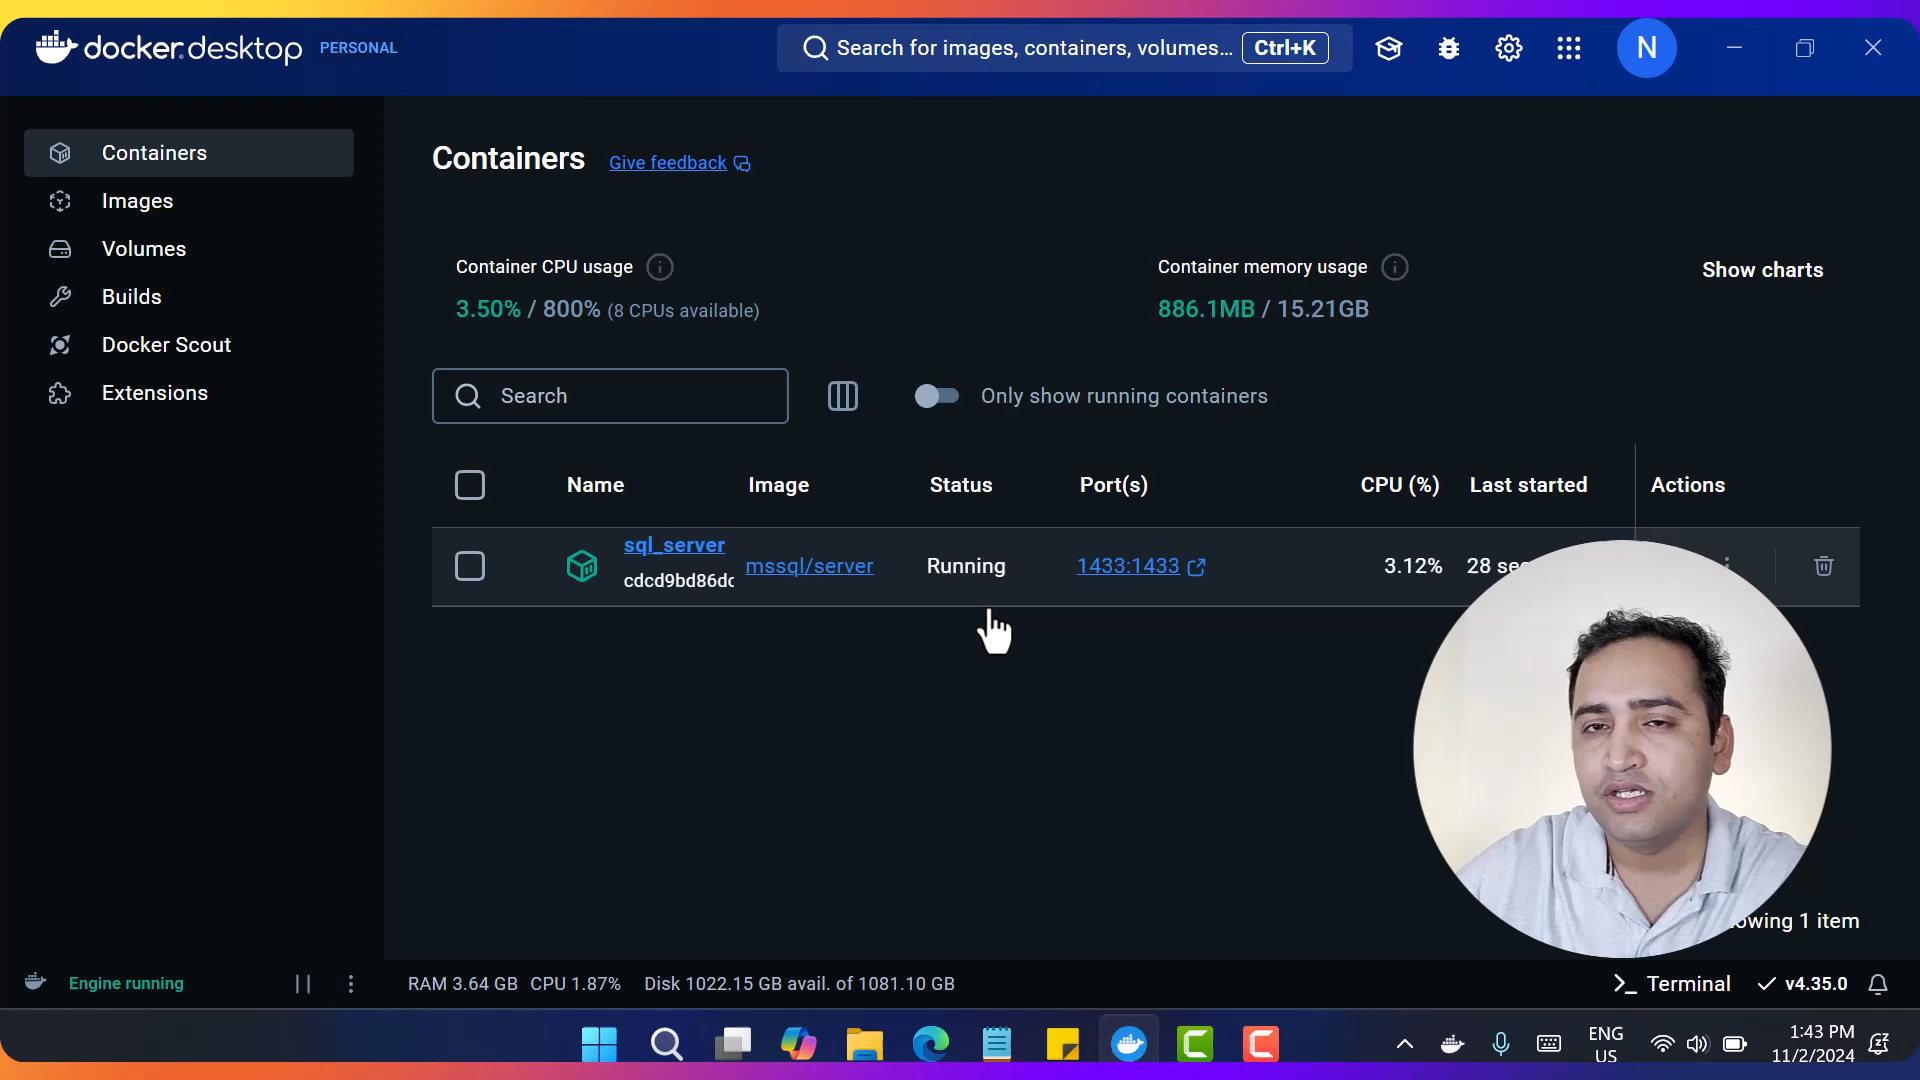 docker desktop PERSONAL
Search for images, containers, volumes... Ctrl+K
N
Containers
Images
Volumes
Builds
Docker Scout
Extensions
Containers Give feedback
Container CPU usage
3.50% / 800% (8 CPUs available)
Container memory usage
886.1MB / 15.21GB
Show charts
Search
Only show running containers
Name Image Status Port(s) CPU (%) Last started Actions
sql_server
cdcd9bd86dc
mssql/server Running 1433:1433 3.12% 28 sec
owing 1 item
Engine running
RAM 3.64 GB CPU 1.87% Disk 1022.15 GB avail. of 1081.10 GB
Terminal v4.35.0
ENG
US
1:43 PM
11/2/2024